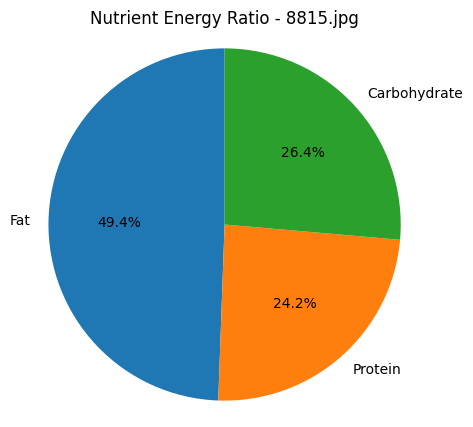 Nutrient Energy Ratio - 8815.jpg
Carbohydrate
26.4%
Fat
49.4%
24.2%
Protein